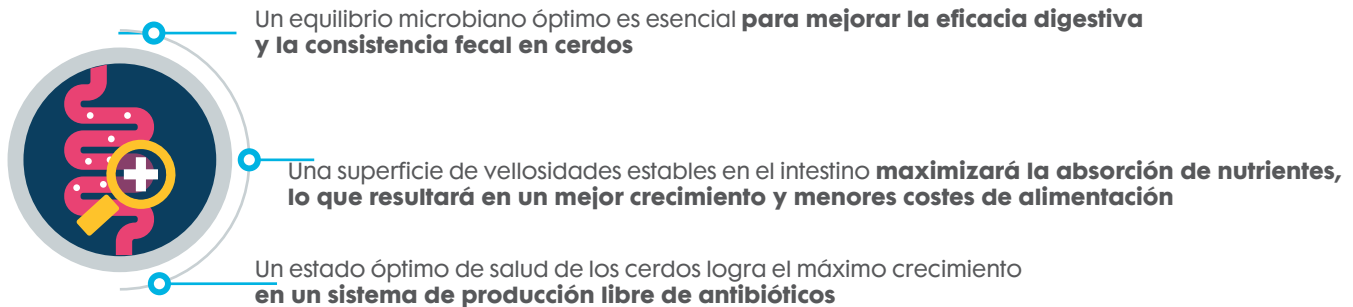 Un equilibrio microbiano óptimo es esencial para mejorar la eficacia digestiva
y la consistencia fecal en cerdos
Una superficie de vellosidades estables en el intestino maximizará la absorción de nutrientes,
lo que resultará en un mejor crecimiento y menores costes de alimentación
Un estado óptimo de salud de los cerdos logra el máximo crecimiento
en un sistema de producción libre de antibióticos